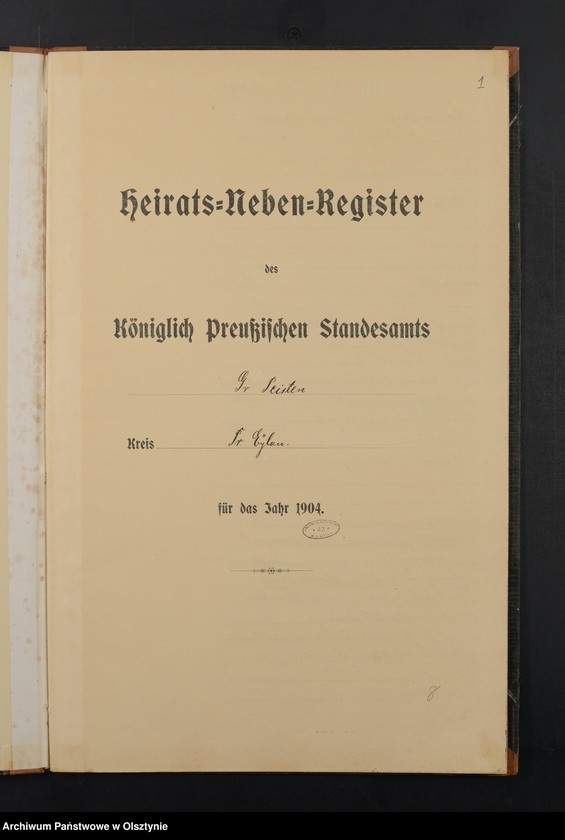 1
Heirats-Neben-Register
des
Königlich Preußischen Standesamts
Gr Peisten
Kreis Pr. Eylau.
für das Jahr 1904.
8
Archiwum Państwowe w Olsztynie